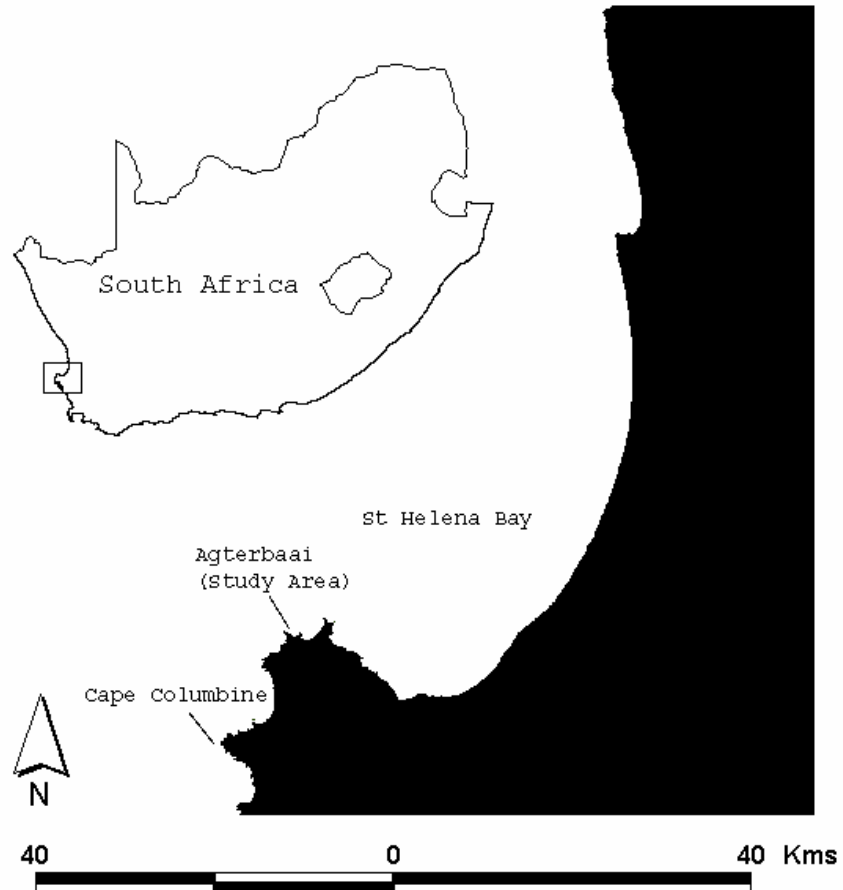 South Africa
St Helena Bay
Agterbaai
(Study Area)
Cape Columbine
N
40 0 40 Kms